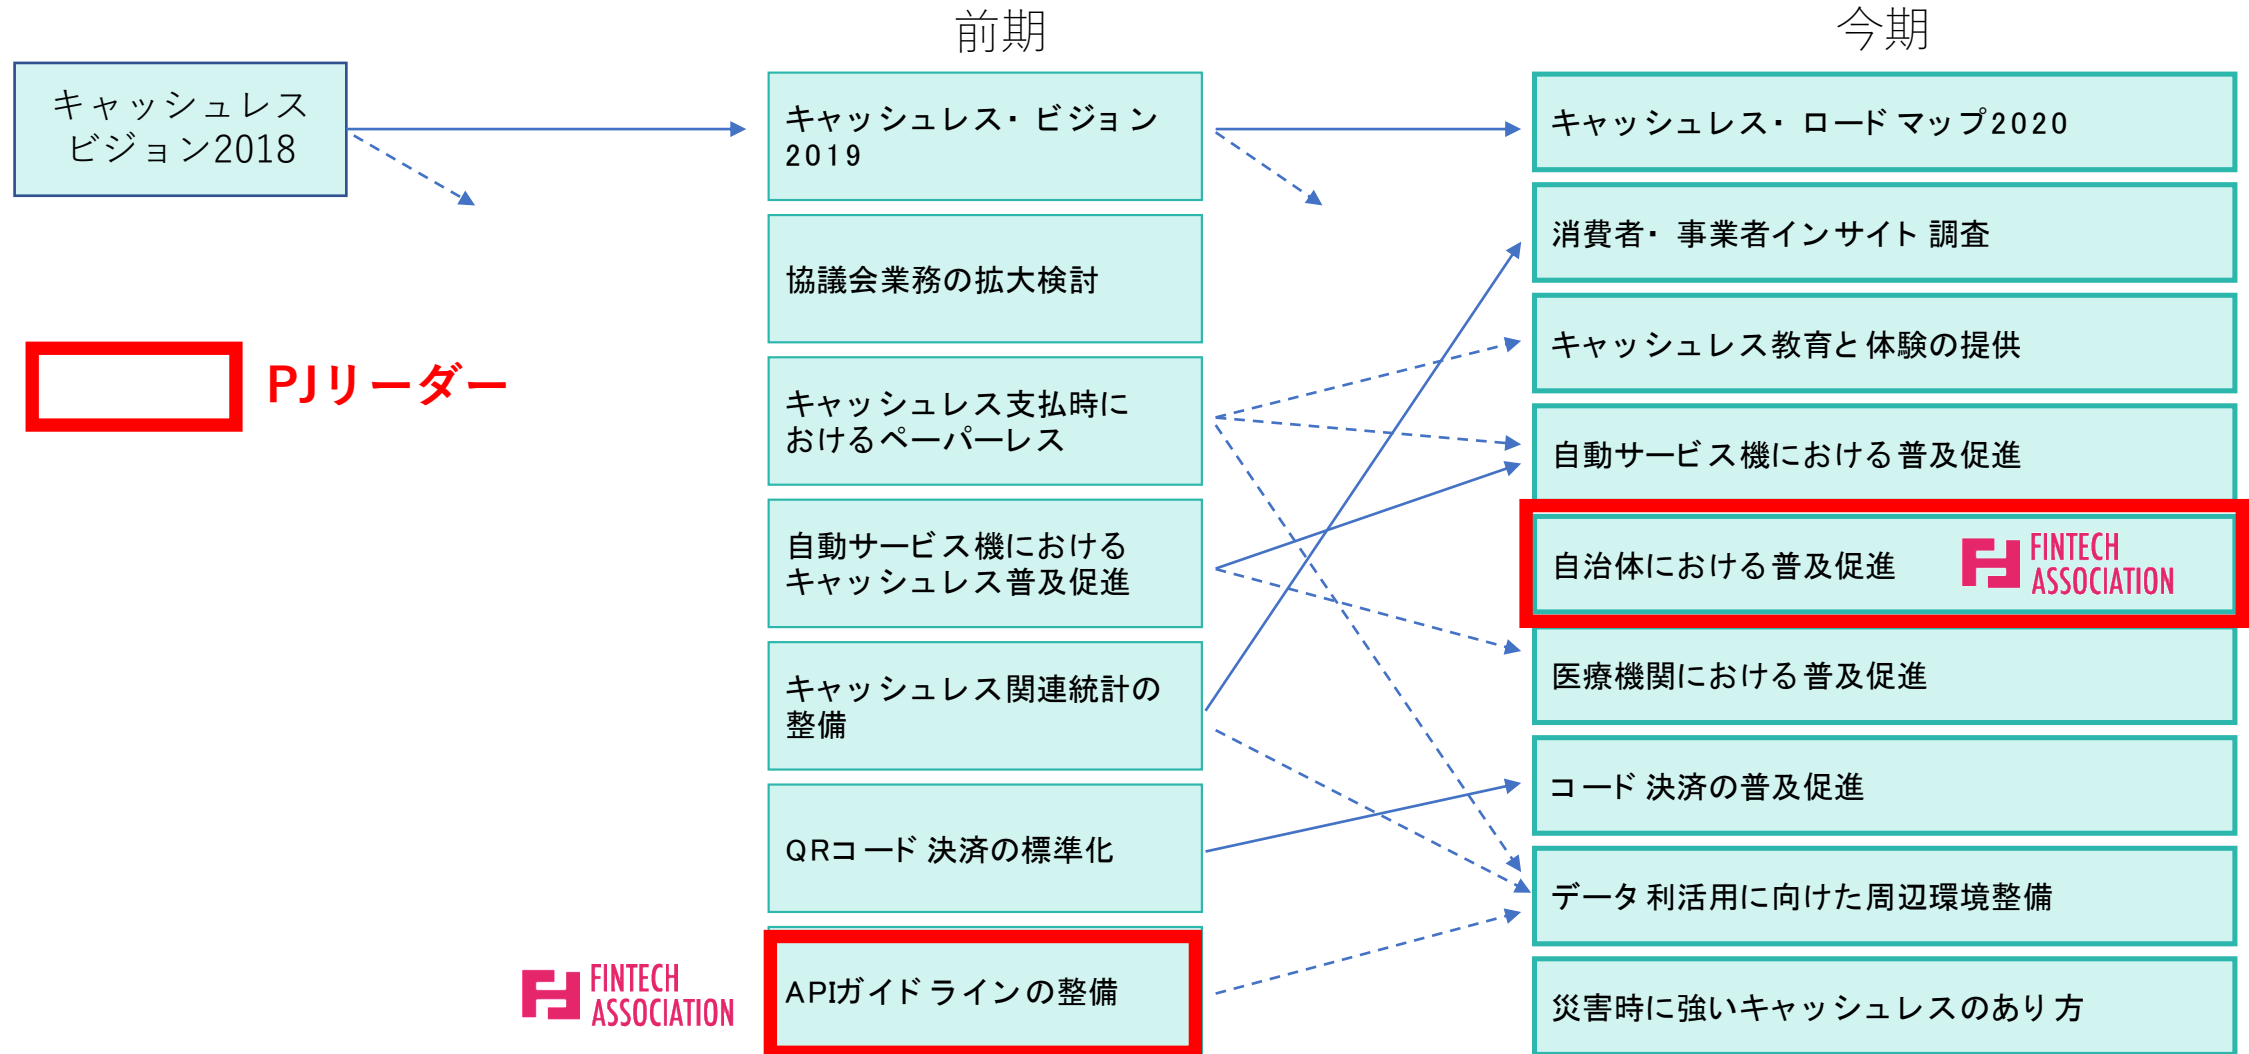 前期
今期
キャッシュレス
ビジョン2018
PJリーダー
キャッシュレス・ビジョン
2019
協議会業務の拡大検討
キャッシュレス支払時に
おけるペーパーレス
自動サービス機における
キャッシュレス普及促進
キャッシュレス関連統計の
整備
QRコード決済の標準化
FINTECH
ASSOCIATION
APIガイドラインの整備
キャッシュレス・ロードマップ2020
消費者・事業者インサイト調査
キャッシュレス教育と体験の提供
自動サービス機における普及促進
自治体における普及促進
FINTECH
ASSOCIATION
医療機関における普及促進
コード決済の普及促進
データ利活用に向けた周辺環境整備
災害時に強いキャッシュレスのあり方